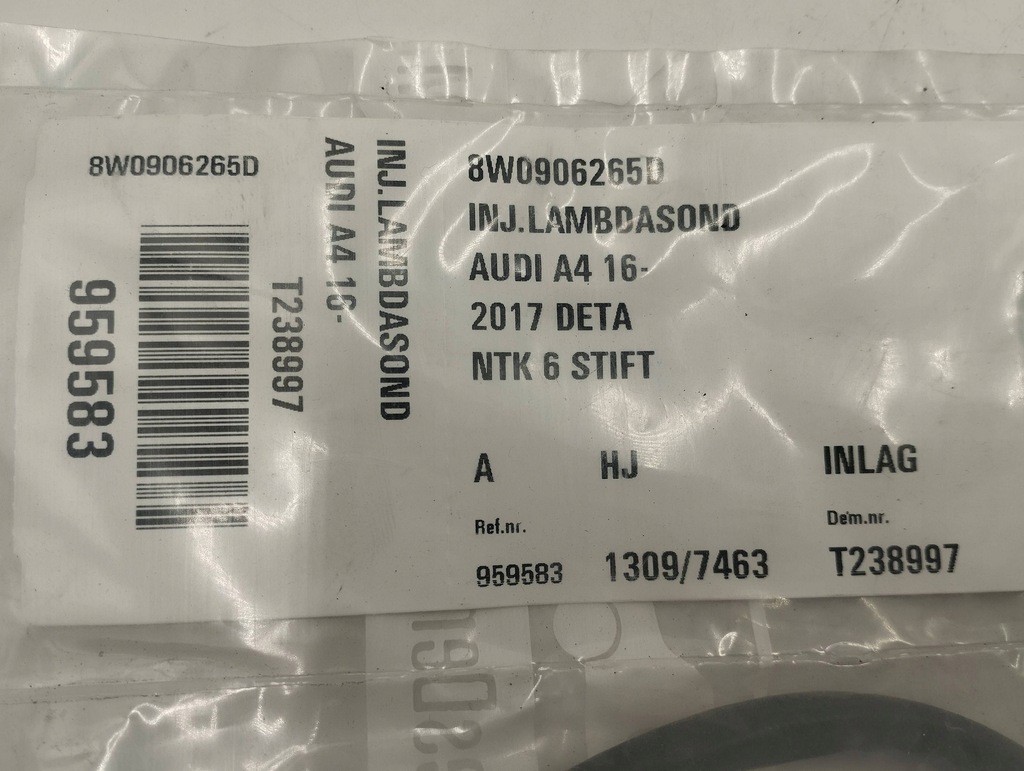 8W0906265D
959583
T238997
AUDI A4 16-
INJ.LAMBDASOND
8W0906265D
INJ.LAMBDASOND
AUDI A4 16-
2017 DETA
NTK 6 STIFT
A HJ INLAG
Ref.nr. Dem.nr.
959583 1309/7463 T238997